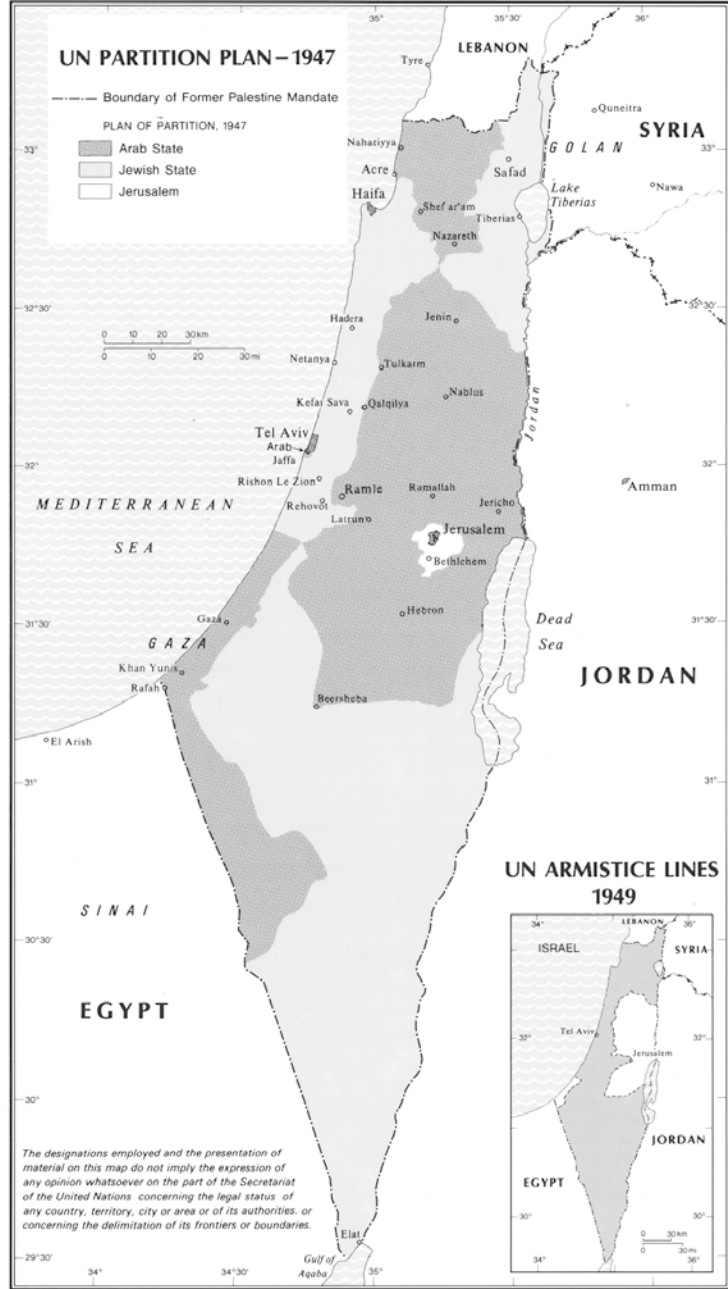 UN PARTITION PLAN – 1947
Boundary of Former Palestine Mandate
PLAN OF PARTITION, 1947
Arab State
Jewish State
Jerusalem
35°
35°30'
36°
LEBANON
Tyre
Quneitra
SYRIA
GOLAN
33°
33°
Nahariyya
Acre
Safad
Haifa
Lake
Tiberias
Nawa
Shef ar'am
Tiberias
Nazareth
32°30'
32°30'
Hadera
Jenin
0 10 20 30km
0 10 20 30mi
Netanya
Tulkarm
Nablus
Kefar Sava
Qalqilya
Jordan
Tel Aviv
Arab
Jaffa
32°
32°
Amman
Rishon Le Zion
Ramle
Ramallah
Jericho
Rehovot
Latrun
MEDITERRANEAN
SEA
Jerusalem
Bethlehem
Hebron
Dead
Sea
31°30'
31°30'
Gaza
GAZA
Khan Yunis
Rafah
JORDAN
Beersheba
El Arish
31°
31°
SINAI
30°30'
EGYPT
30°
The designations employed and the presentation of
material on this map do not imply the expression of
any opinion whatsoever on the part of the Secretariat
of the United Nations concerning the legal status of
any country, territory, city or area or of its authorities, or
concerning the delimitation of its frontiers or boundaries.
Elat
Gulf of
Aqaba
29°30'
34°
34°30'
35°
UN ARMISTICE LINES
1949
34°
LEBANON
36°
ISRAEL
SYRIA
32°
32°
Tel Aviv
Jerusalem
JORDAN
EGYPT
30°
30°
0 30km
0 30mi
34°
36°